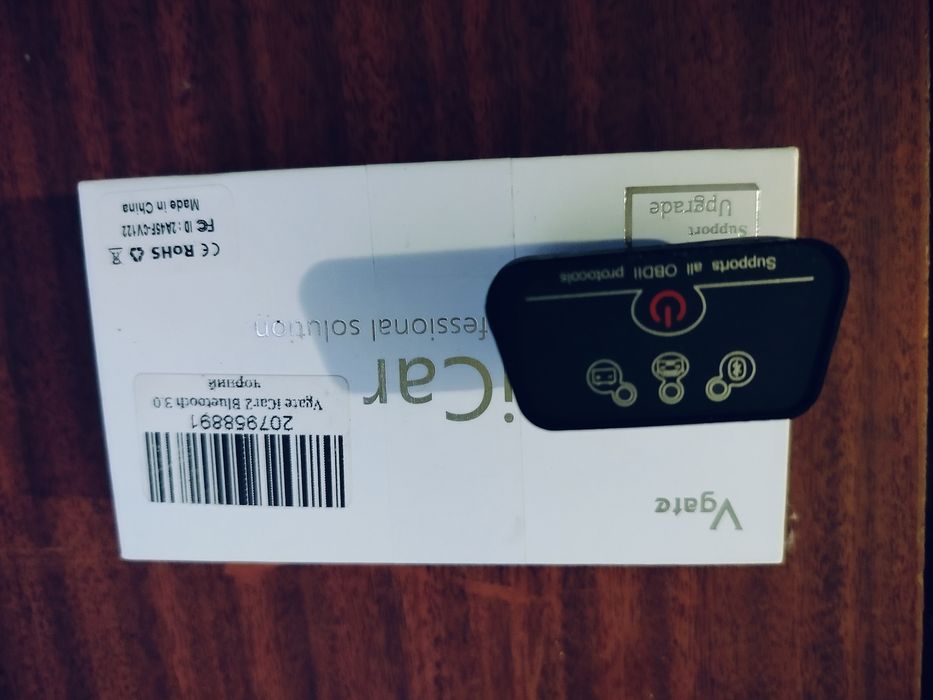 Vgate
iCar
fessional solution
Support
Upgrade
Supports all OBDII protocols
207958891
Vgate iCar2 Bluetooth 3.0
чорний
CE RoHS
FC ID : 2A45F-CV122
Made in China